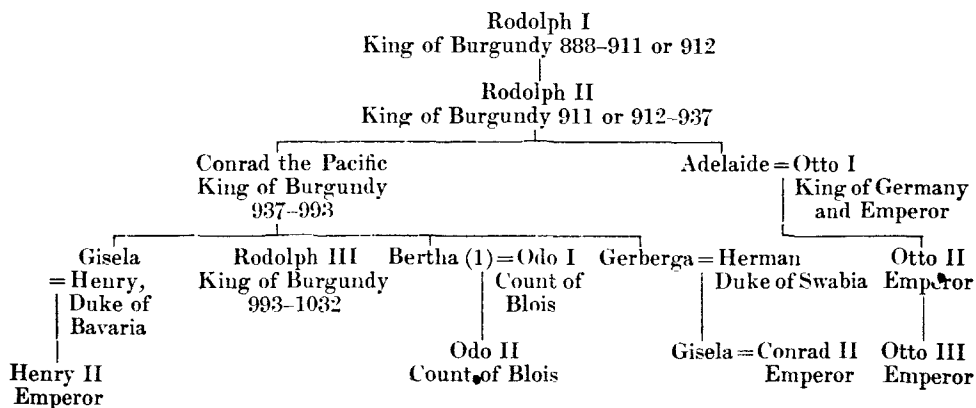 Rodolph I
King of Burgundy 888–911 or 912
Rodolph II
King of Burgundy 911 or 912–937
Conrad the Pacific
King of Burgundy
937–993
Adelaide = Otto I
King of Germany
and Emperor
Gisela
= Henry,
Duke of
Bavaria
Rodolph III
King of Burgundy
993–1032
Bertha (1) = Odo I
Count of
Blois
Gerberga = Herman
Duke of Swabia
Otto II
Emperor
Henry II
Emperor
Odo II
Count of Blois
Gisela = Conrad II
Emperor
Otto III
Emperor